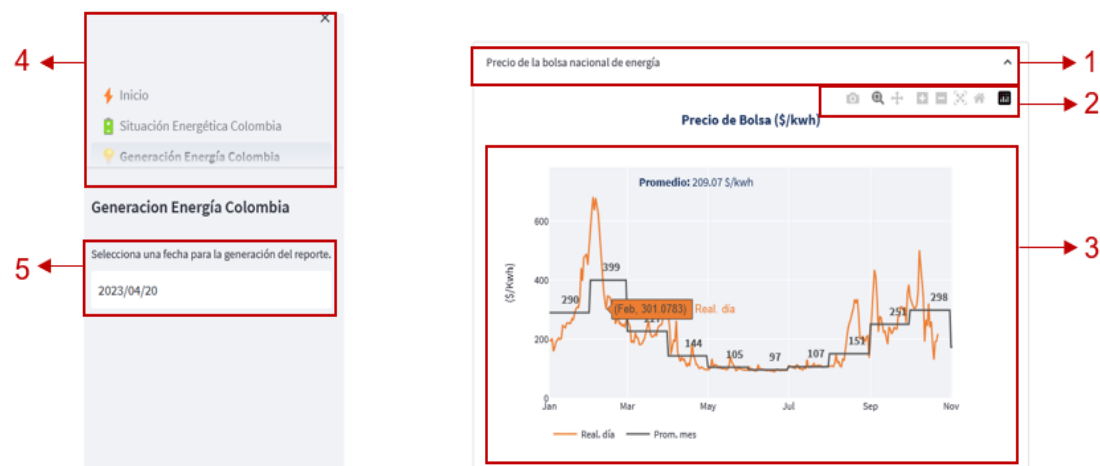 4
×
Inicio
Situación Energética Colombia
Generación Energía Colombia
Generacion Energía Colombia
5
Selecciona una fecha para la generación del reporte.
2023/04/20
Precio de la bolsa nacional de energía
1
2
Precio de Bolsa ($/kwh)
Promedio: 209.07 $/kwh
3
($/Kwh)
600
400
200
0
290
399
(Feb, 301.0783) Real. día
144
105
97
107
151
251
298
Jan Mar May Jul Sep Nov
Real. día Prom. mes